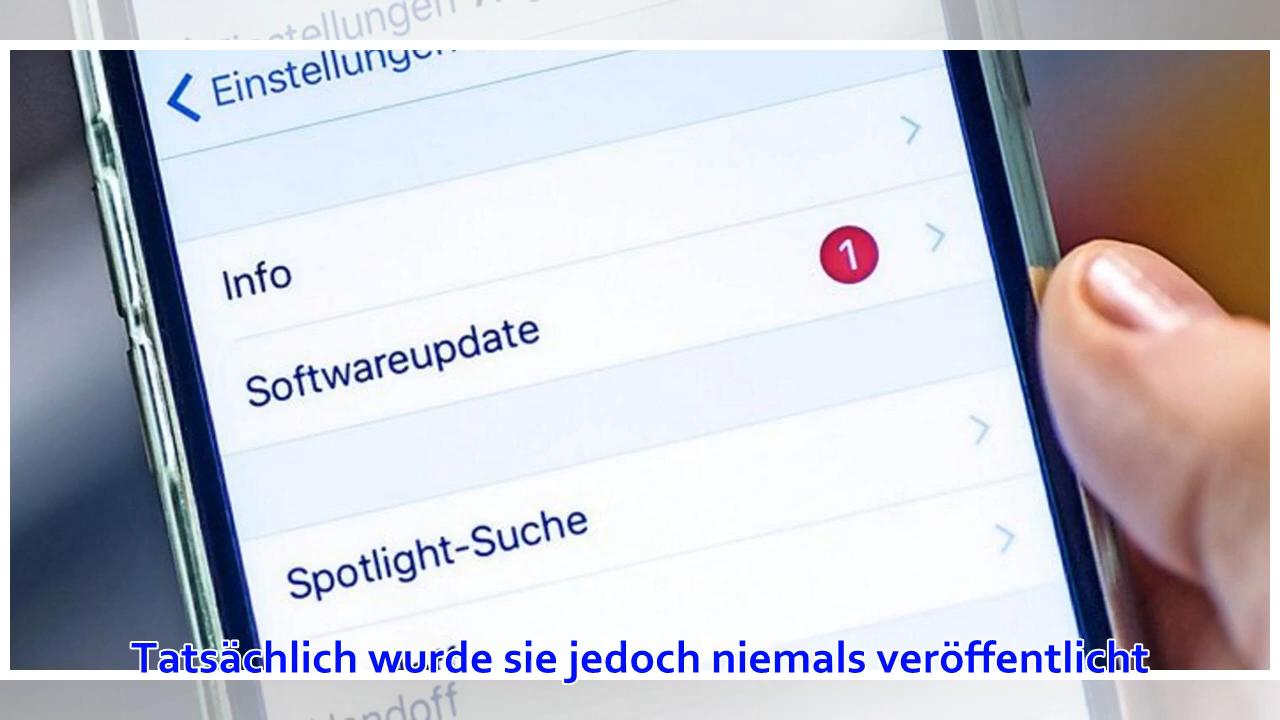 Einstellungen
Info
1
Softwareupdate
Spotlight-Suche
Tatsächlich wurde sie jedoch niemals veröffentlicht
Handoff